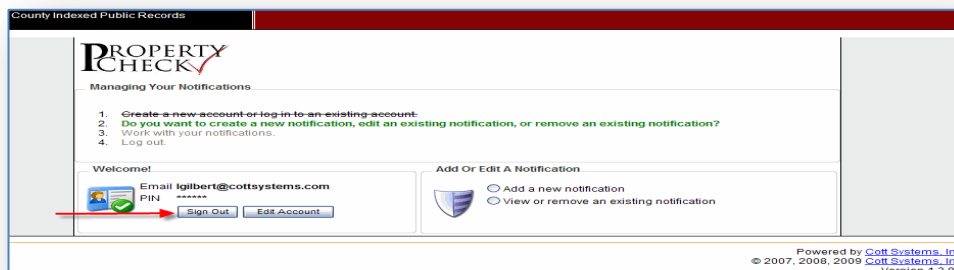 County Indexed Public Records
PROPERTY
CHECK
Managing Your Notifications
1. Create a new account or log in to an existing account.
2. Do you want to create a new notification, edit an existing notification, or remove an existing notification?
3. Work with your notifications.
4. Log out.
Welcome!
Email lgilbert@cottsystems.com
PIN ******
Sign Out Edit Account
Add Or Edit A Notification
Add a new notification
View or remove an existing notification
Powered by Cott Systems, In
© 2007, 2008, 2009 Cott Systems, In